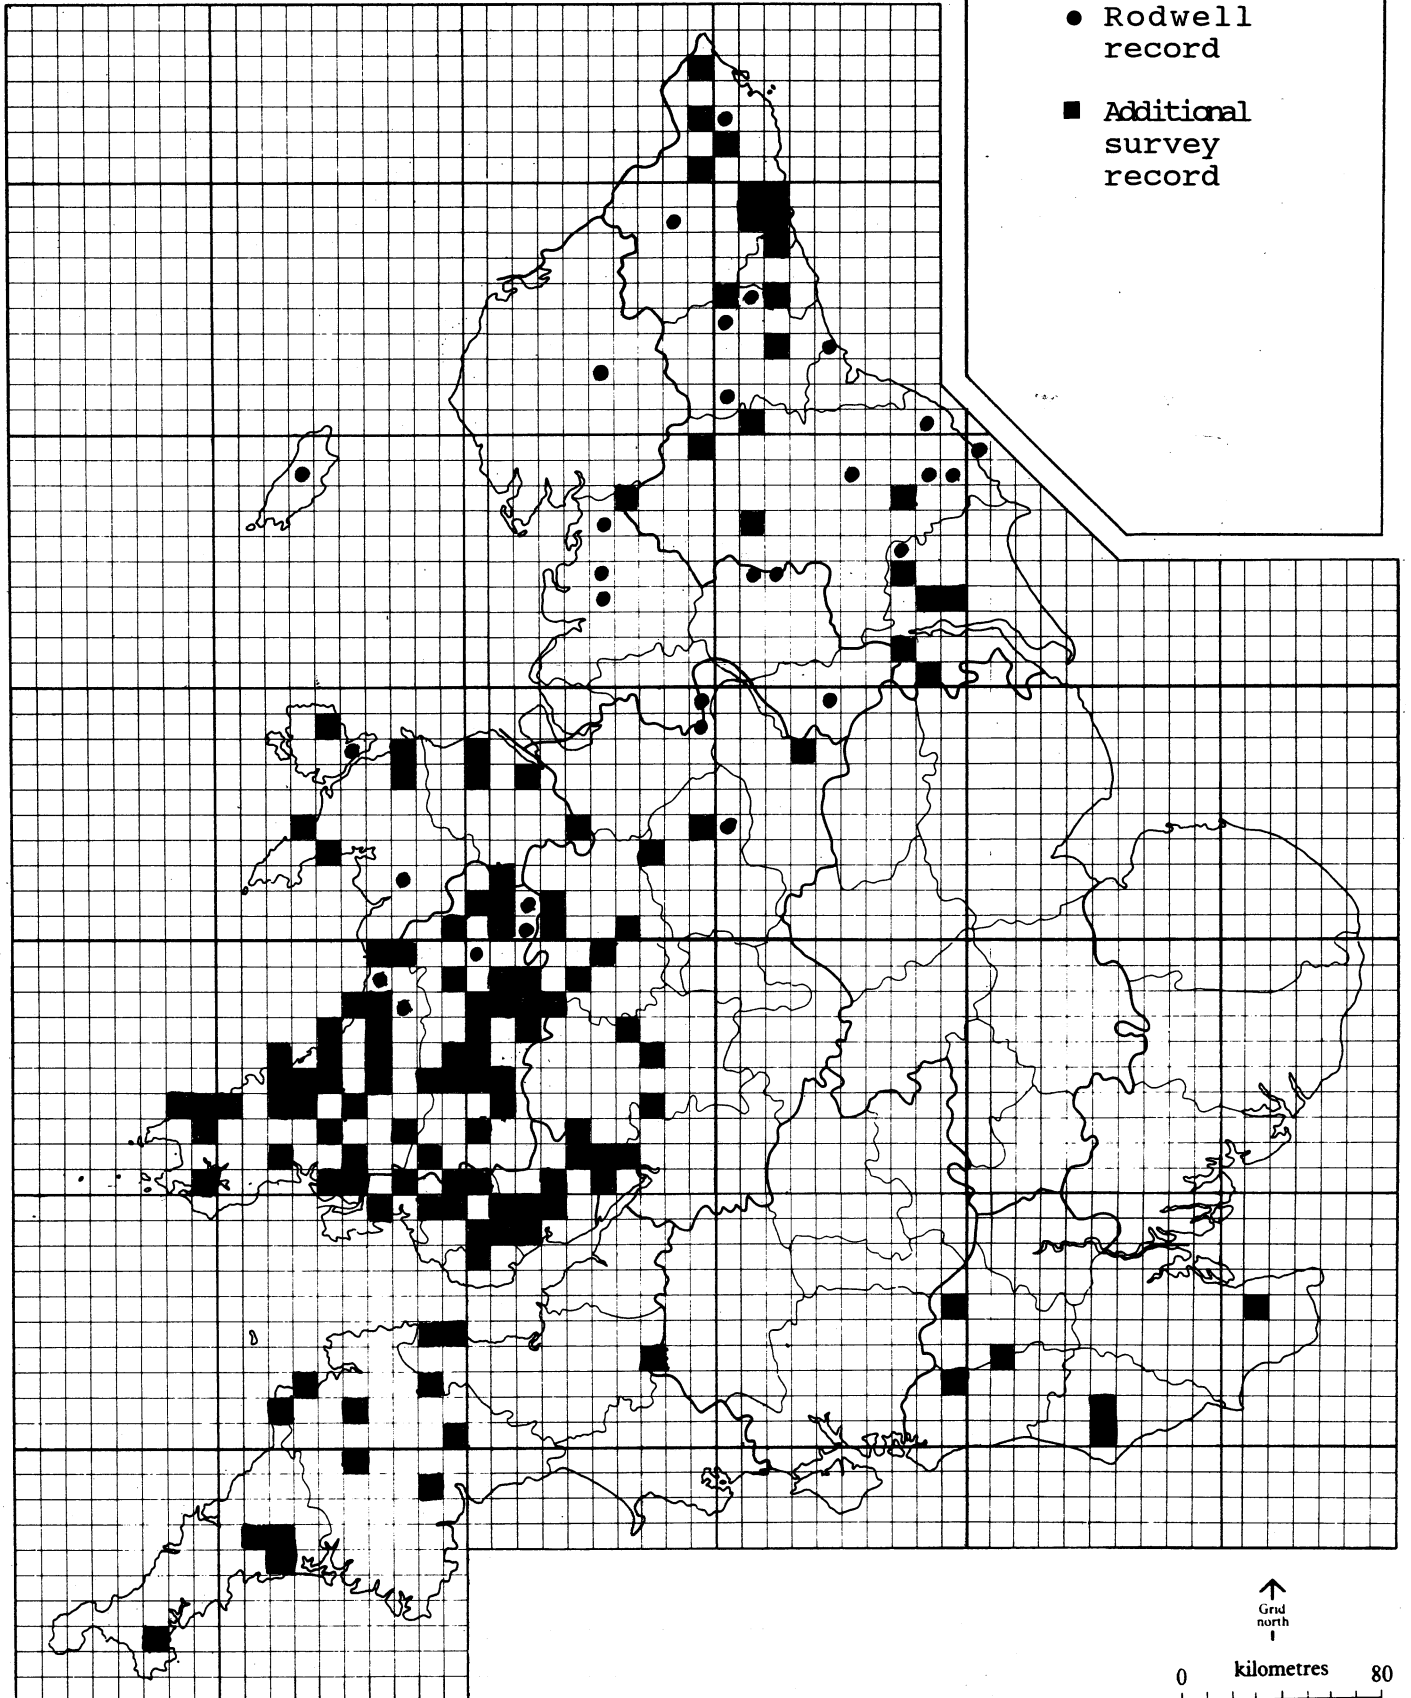 ● Rodwell
record
■ Additional
survey
record
Grid
north
kilometres
0 80